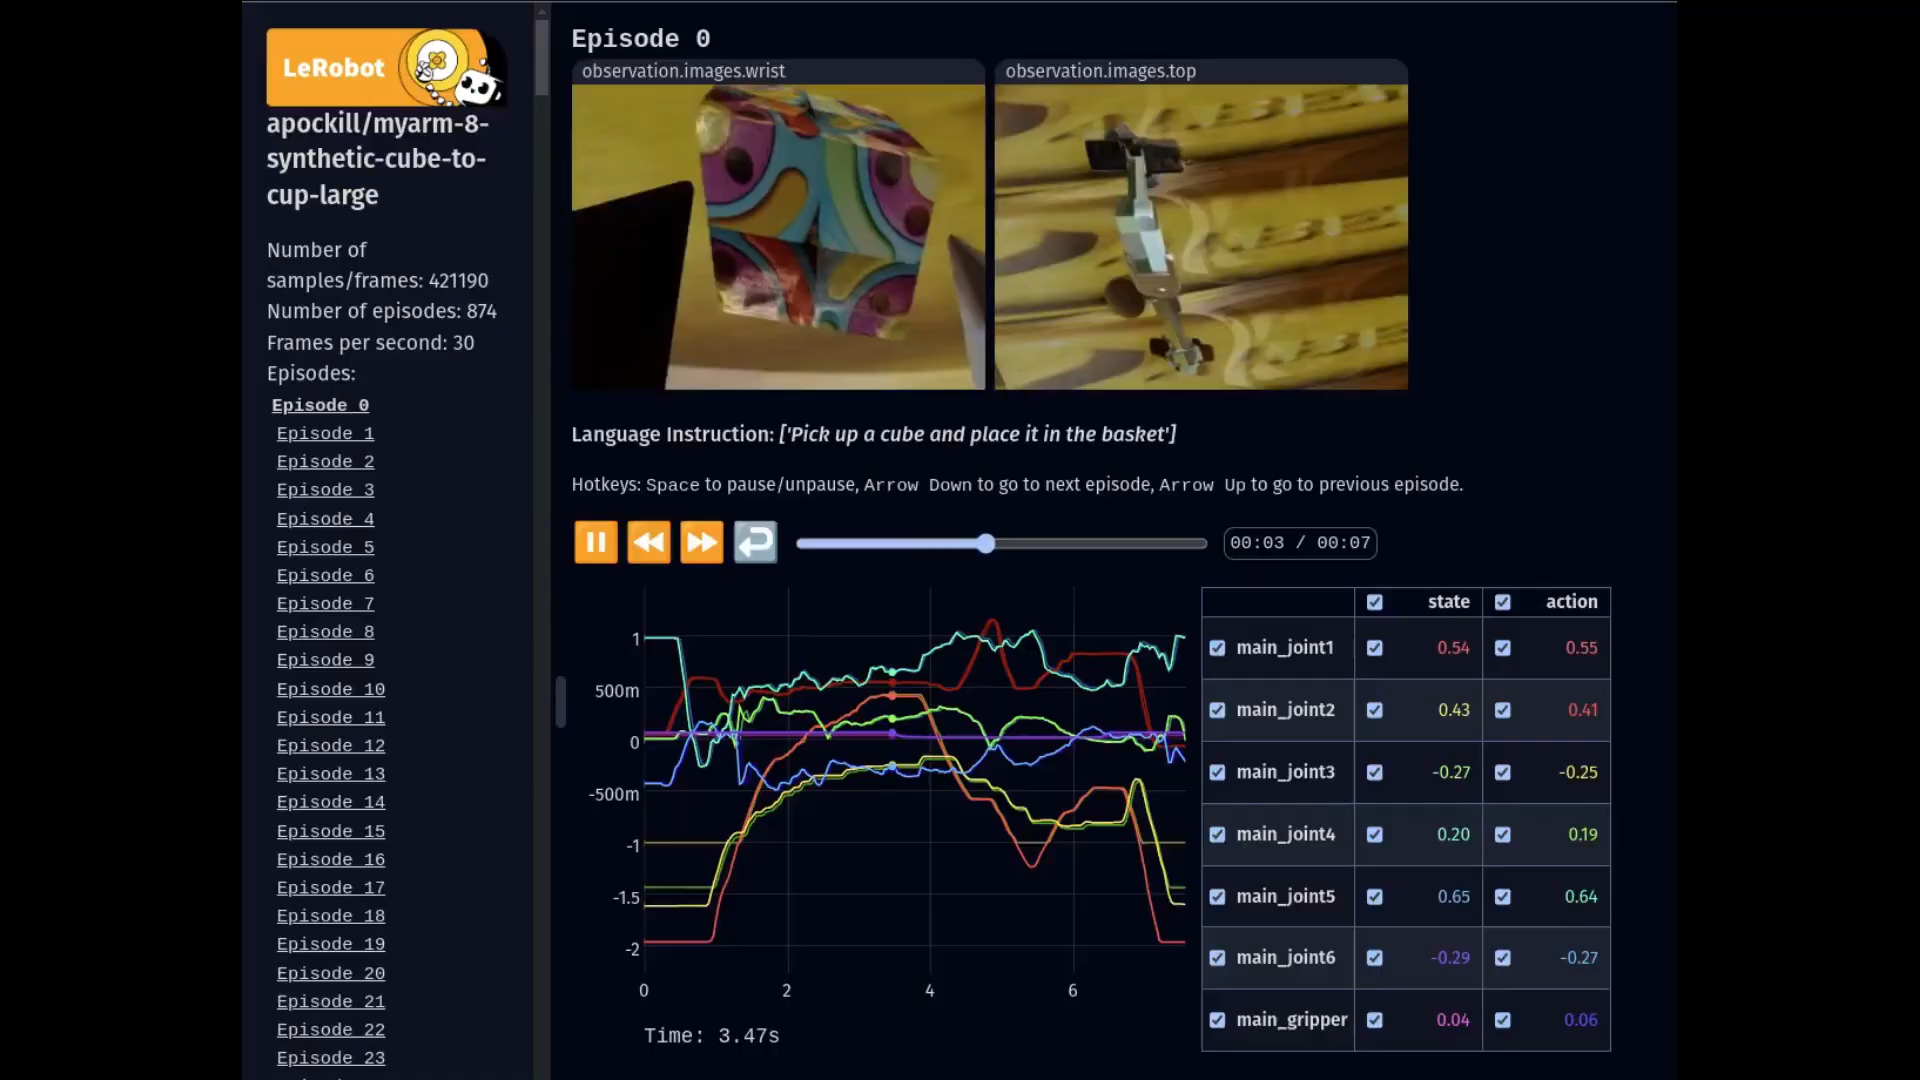 LeRobot
apockill/myarm-8-
synthetic-cube-to-
cup-large
Number of
samples/frames: 421190
Number of episodes: 874
Frames per second: 30
Episodes:
Episode 0
Episode 1
Episode 2
Episode 3
Episode 4
Episode 5
Episode 6
Episode 7
Episode 8
Episode 9
Episode 10
Episode 11
Episode 12
Episode 13
Episode 14
Episode 15
Episode 16
Episode 17
Episode 18
Episode 19
Episode 20
Episode 21
Episode 22
Episode 23
Episode 0
observation.images.wrist
observation.images.top
Language Instruction: ['Pick up a cube and place it in the basket']
Hotkeys: Space to pause/unpause, Arrow Down to go to next episode, Arrow Up to go to previous episode.
00:03 / 00:07
1
500m
0
-500m
-1
-1.5
-2
0 2 4 6
Time: 3.47s
state action
main_joint1 0.54 0.55
main_joint2 0.43 0.41
main_joint3 -0.27 -0.25
main_joint4 0.20 0.19
main_joint5 0.65 0.64
main_joint6 -0.29 -0.27
main_gripper 0.04 0.06